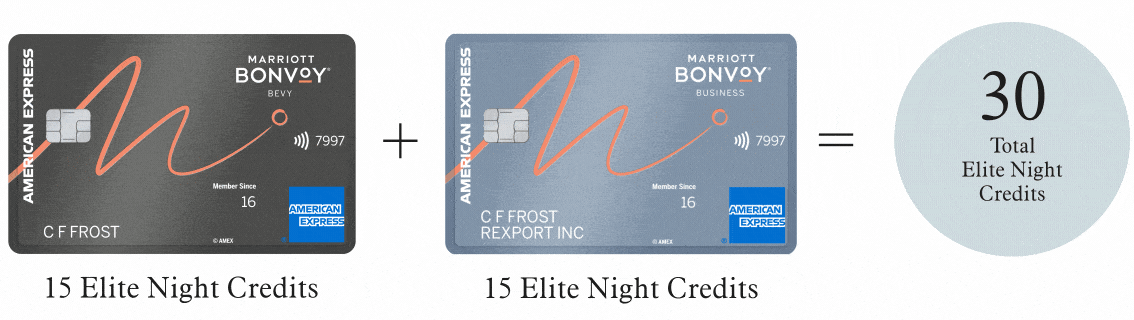 AMERICAN EXPRESS
MARRIOTT
BONVOY®
BEVY
7997
Member Since
16
C F FROST
© AMEX
AMERICAN
EXPRESS
15 Elite Night Credits
+
AMERICAN EXPRESS
MARRIOTT
BONVOY®
BUSINESS
7997
Member Since
16
C F FROST
REXPORT INC
© AMEX
AMERICAN
EXPRESS
15 Elite Night Credits
=
30
Total
Elite Night
Credits